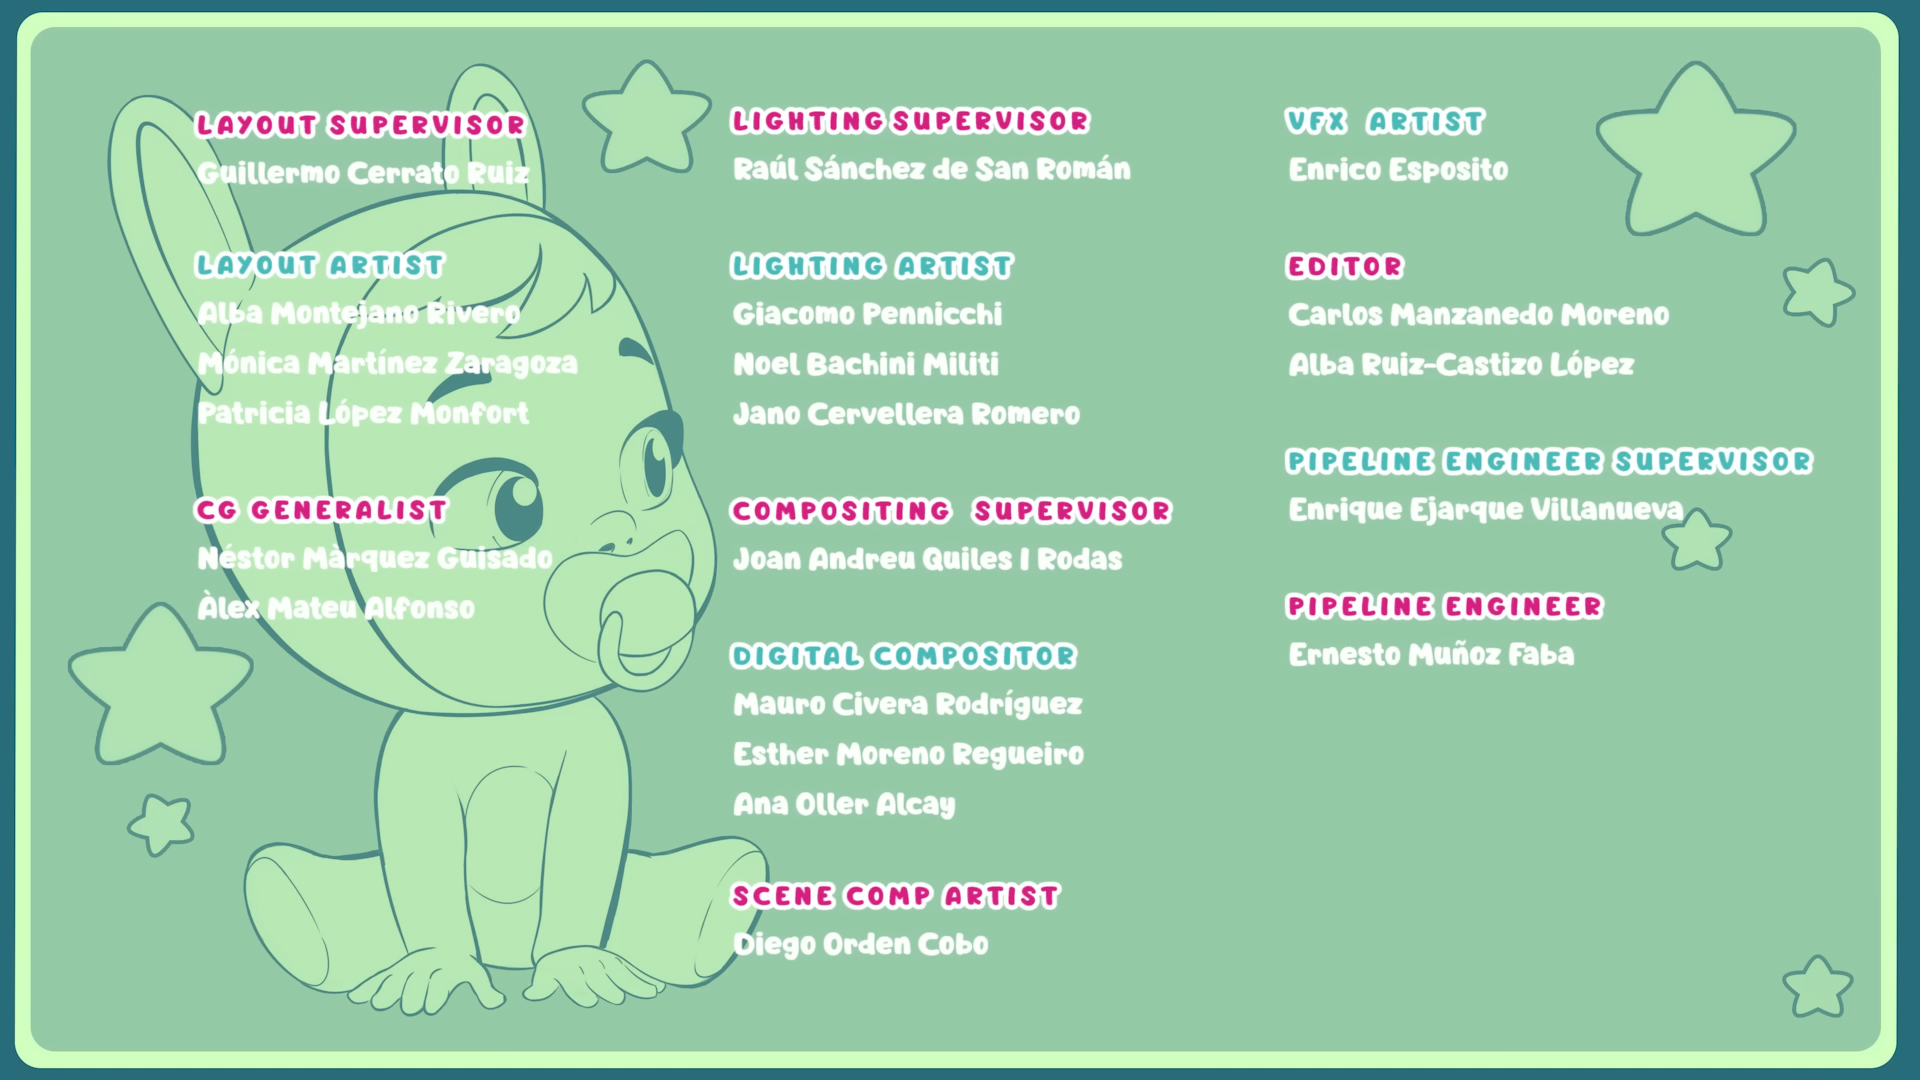 LAYOUT SUPERVISOR
Guillermo Cerrato Ruiz
LAYOUT ARTIST
Alba Montejano Rivero
Mónica Martínez Zaragoza
Patricia López Monfort
CG GENERALIST
Néstor Màrquez Guisado
Àlex Mateu Alfonso
LIGHTING SUPERVISOR
Raúl Sánchez de San Román
LIGHTING ARTIST
Giacomo Pennicchi
Noel Bachini Militi
Jano Cervellera Romero
COMPOSITING SUPERVISOR
Joan Andreu Quiles I Rodas
DIGITAL COMPOSITOR
Mauro Civera Rodríguez
Esther Moreno Regueiro
Ana Oller Alcay
SCENE COMP ARTIST
Diego Orden Cobo
VFX ARTIST
Enrico Esposito
EDITOR
Carlos Manzanedo Moreno
Alba Ruiz-Castizo López
PIPELINE ENGINEER SUPERVISOR
Enrique Ejarque Villanueva
PIPELINE ENGINEER
Ernesto Muñoz Faba